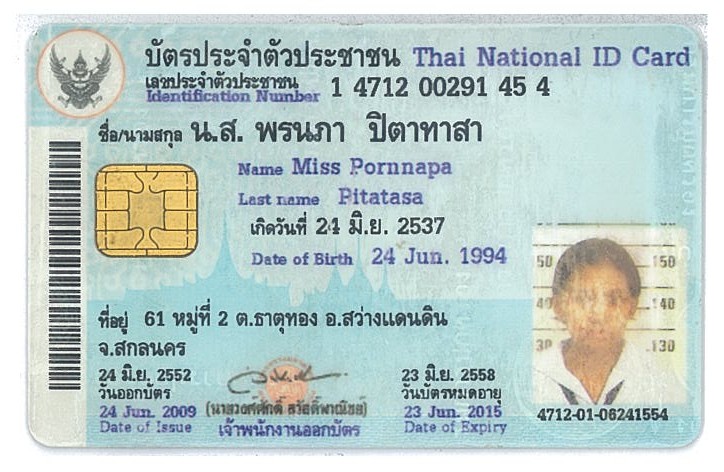 บัตรประจำตัวประชาชน Thai National ID Card
เลขประจำตัวประชาชน 1 4712 00291 45 4
Identification Number
ชื่อ/นามสกุล น.ส. พรนภา ปิตาทาสา
Name Miss Pornnapa
Last name Pitatasa
เกิดวันที่ 24 มิ.ย. 2537
Date of Birth 24 Jun. 1994
150 150
140 140
130 130
ที่อยู่ 61 หมู่ที่ 2 ต.ธาตุทอง อ.สว่างแดนดิน
จ.สกลนคร
24 มิ.ย. 2552 23 มิ.ย. 2558
วันออกบัตร วันบัตรหมดอายุ
24 Jun. 2009 (นายวงศ์ศักดิ์ สวัสดิ์พาณิชย์) 23 Jun. 2015 4712-01-06241554
Date of Issue เจ้าพนักงานออกบัตร Date of Expiry